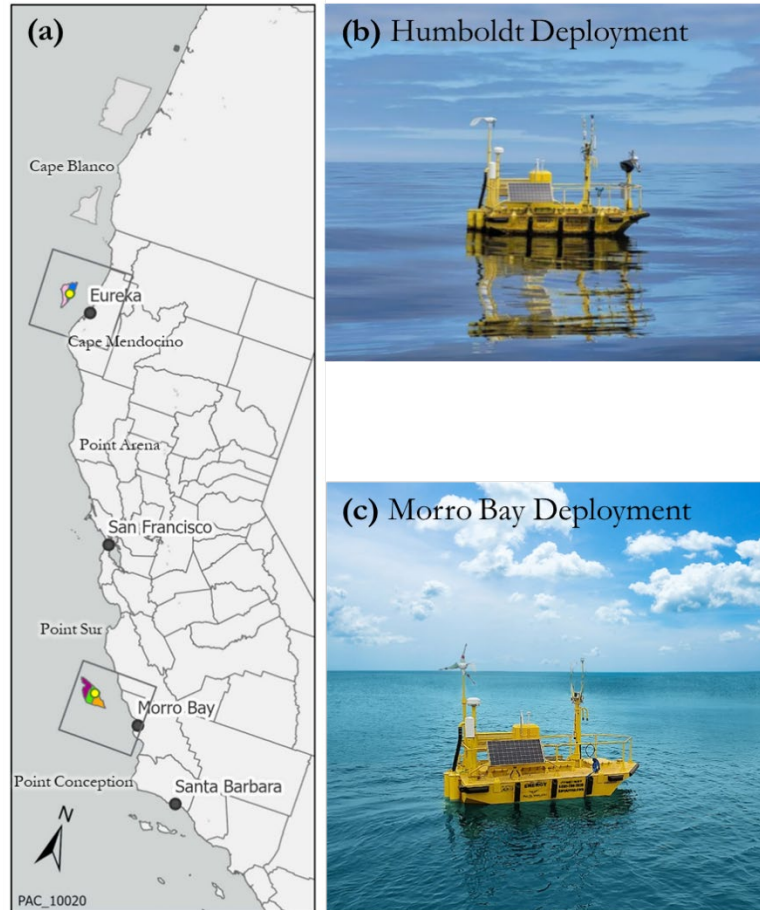 (a)
Cape Blanco
Eureka
Cape Mendocino
Point Arena
San Francisco
Point Sur
Morro Bay
Point Conception
Santa Barbara
N
PAC_10020
(b) Humboldt Deployment
(c) Morro Bay Deployment
ENERGY